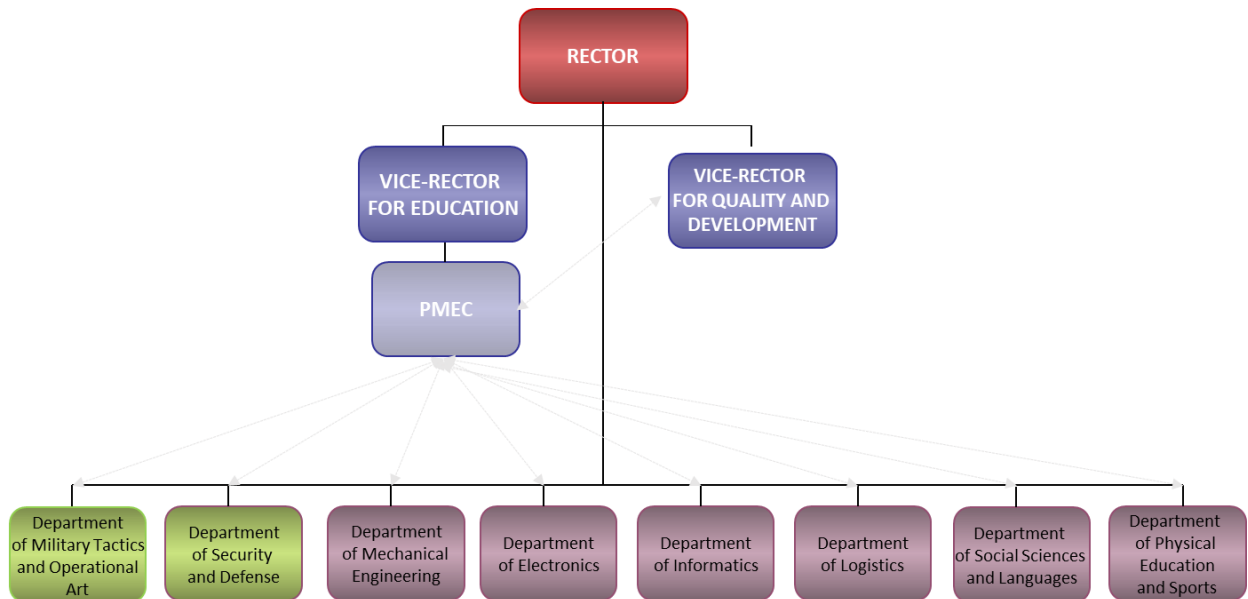 RECTOR
VICE-RECTOR
FOR EDUCATION
VICE-RECTOR
FOR QUALITY AND
DEVELOPMENT
PMEC
Department
of Military Tactics
and Operational
Art
Department
of Security
and Defense
Department
of Mechanical
Engineering
Department
of Electronics
Department
of Informatics
Department
of Logistics
Department
of Social Sciences
and Languages
Department
of Physical
Education
and Sports